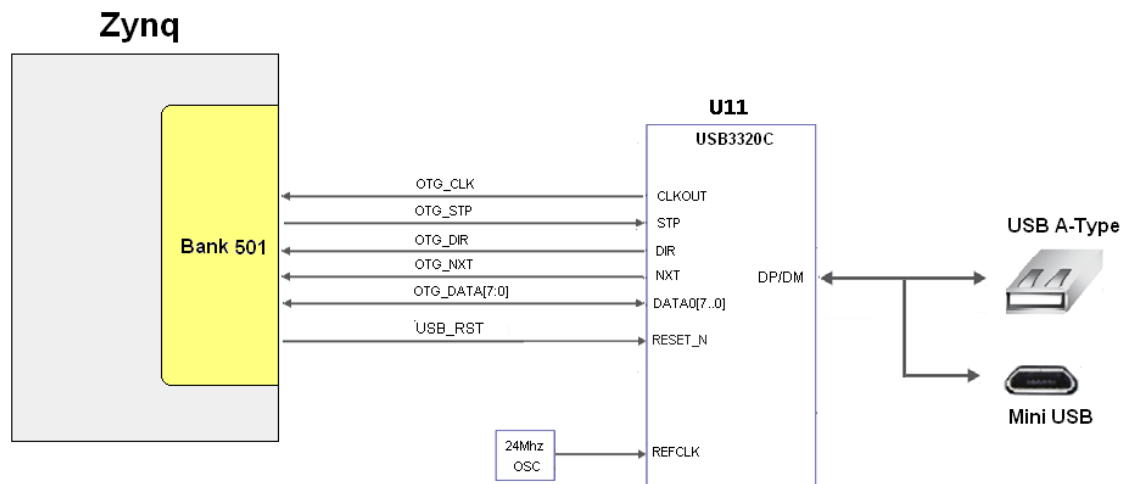 Zynq
Bank 501
OTG_CLK
OTG_STP
OTG_DIR
OTG_NXT
OTG_DATA[7:0]
USB_RST
24Mhz
OSC
U11
USB3320C
CLKOUT
STP
DIR
NXT
DP/DM
DATA0[7..0]
RESET_N
REFCLK
USB A-Type
Mini USB